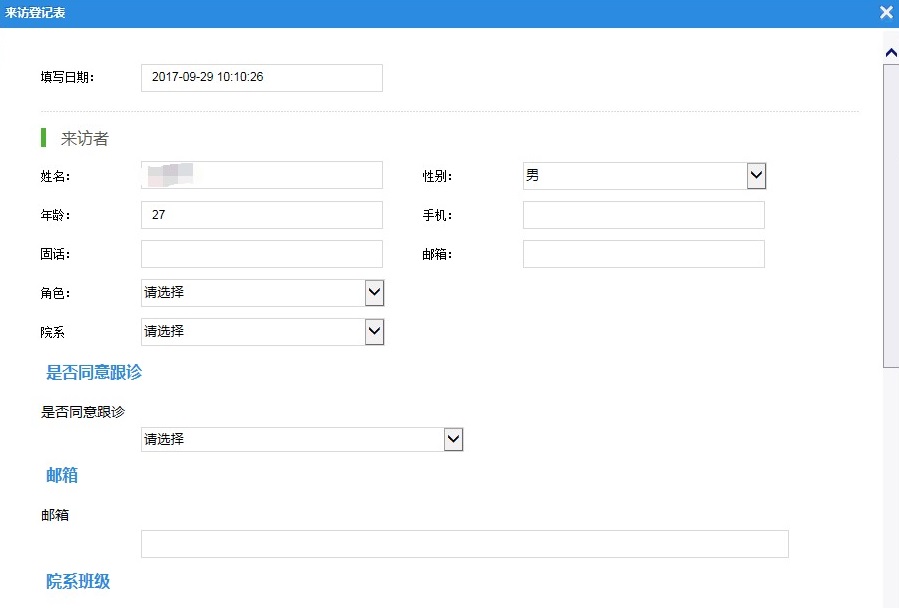 来访登记表
填写日期： 2017-09-29 10:10:26
来访者
姓名： 性别： 男
年龄： 27 手机：
固话： 邮箱：
角色： 请选择
院系 请选择
是否同意跟诊
是否同意跟诊
请选择
邮箱
邮箱
院系班级